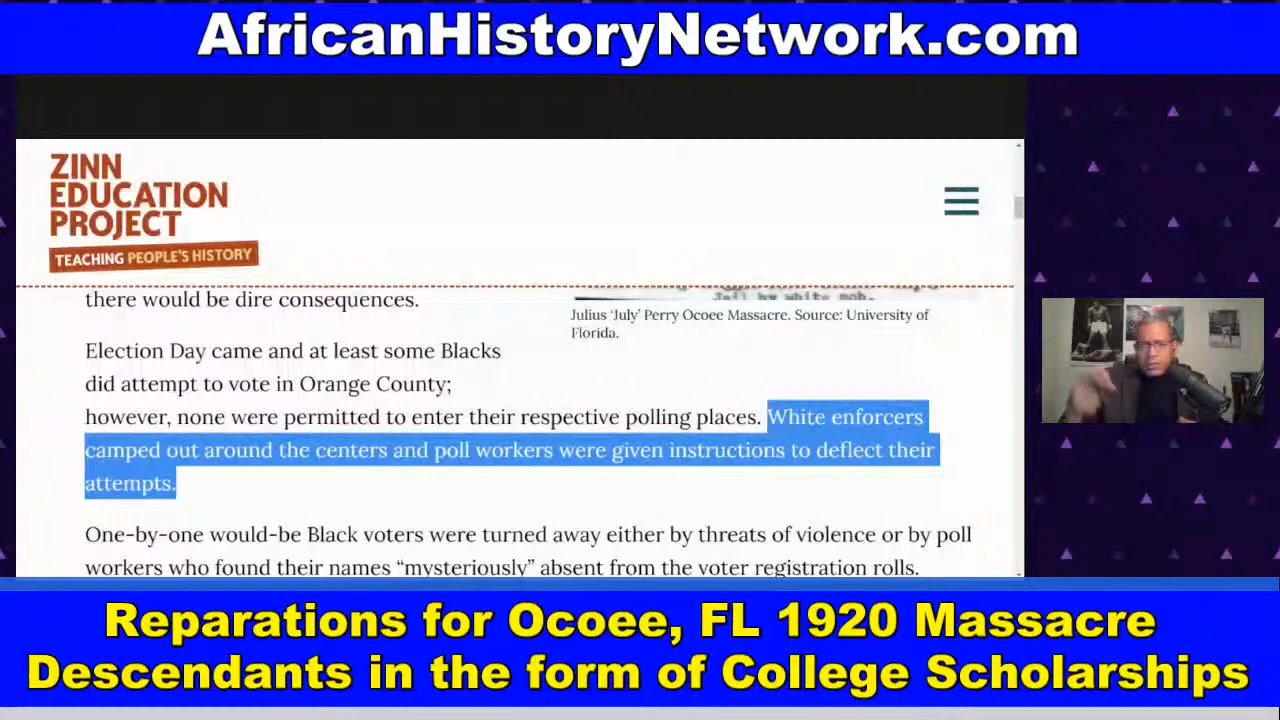 AfricanHistoryNetwork.com
ZINN
EDUCATION
PROJECT
TEACHING PEOPLE'S HISTORY
there would be dire consequences.
Jail by white mob.
Julius ‘July’ Perry Ocoee Massacre. Source: University of
Florida.
Election Day came and at least some Blacks
did attempt to vote in Orange County;
however, none were permitted to enter their respective polling places. White enforcers
camped out around the centers and poll workers were given instructions to deflect their
attempts.
One-by-one would-be Black voters were turned away either by threats of violence or by poll
workers who found their names “mysteriously” absent from the voter registration rolls.
Reparations for Ocoee, FL 1920 Massacre
Descendants in the form of College Scholarships